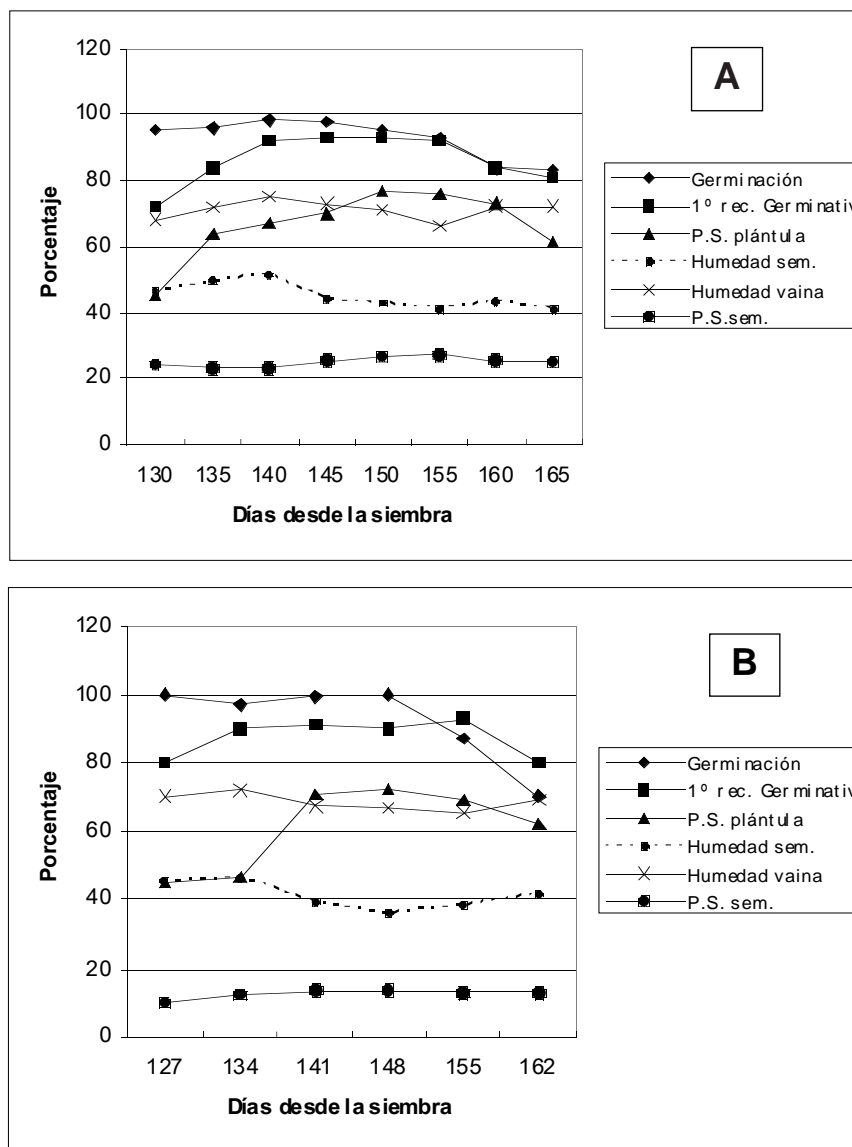 A
120
100
80
60
40
20
0
Porcentaje
130 135 140 145 150 155 160 165
Días desde la siembra
Germinación
1º rec. Germinativ
P.S. plántula
Humedad sem.
Humedad vaina
P.S.sem.
B
120
100
80
60
40
20
0
Porcentaje
127 134 141 148 155 162
Días desde la siembra
Germinación
1º rec. Germinativ
P.S. plántula
Humedad sem.
Humedad vaina
P.S. sem.